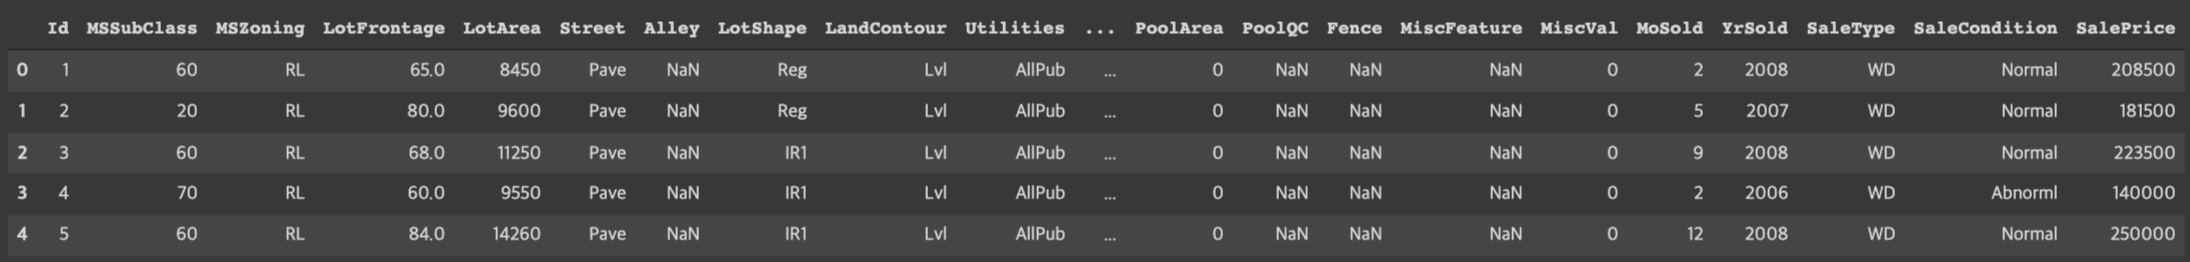 Id MSSubClass MSZoning LotFrontage LotArea Street Alley LotShape LandContour Utilities ... PoolArea PoolQC Fence MiscFeature MiscVal MoSold YrSold SaleType SaleCondition SalePrice
0 1 60 RL 65.0 8450 Pave NaN Reg Lvl AllPub ... 0 NaN NaN NaN 0 2 2008 WD Normal 208500
1 2 20 RL 80.0 9600 Pave NaN Reg Lvl AllPub ... 0 NaN NaN NaN 0 5 2007 WD Normal 181500
2 3 60 RL 68.0 11250 Pave NaN IR1 Lvl AllPub ... 0 NaN NaN NaN 0 9 2008 WD Normal 223500
3 4 70 RL 60.0 9550 Pave NaN IR1 Lvl AllPub ... 0 NaN NaN NaN 0 2 2006 WD Abnorml 140000
4 5 60 RL 84.0 14260 Pave NaN IR1 Lvl AllPub ... 0 NaN NaN NaN 0 12 2008 WD Normal 250000